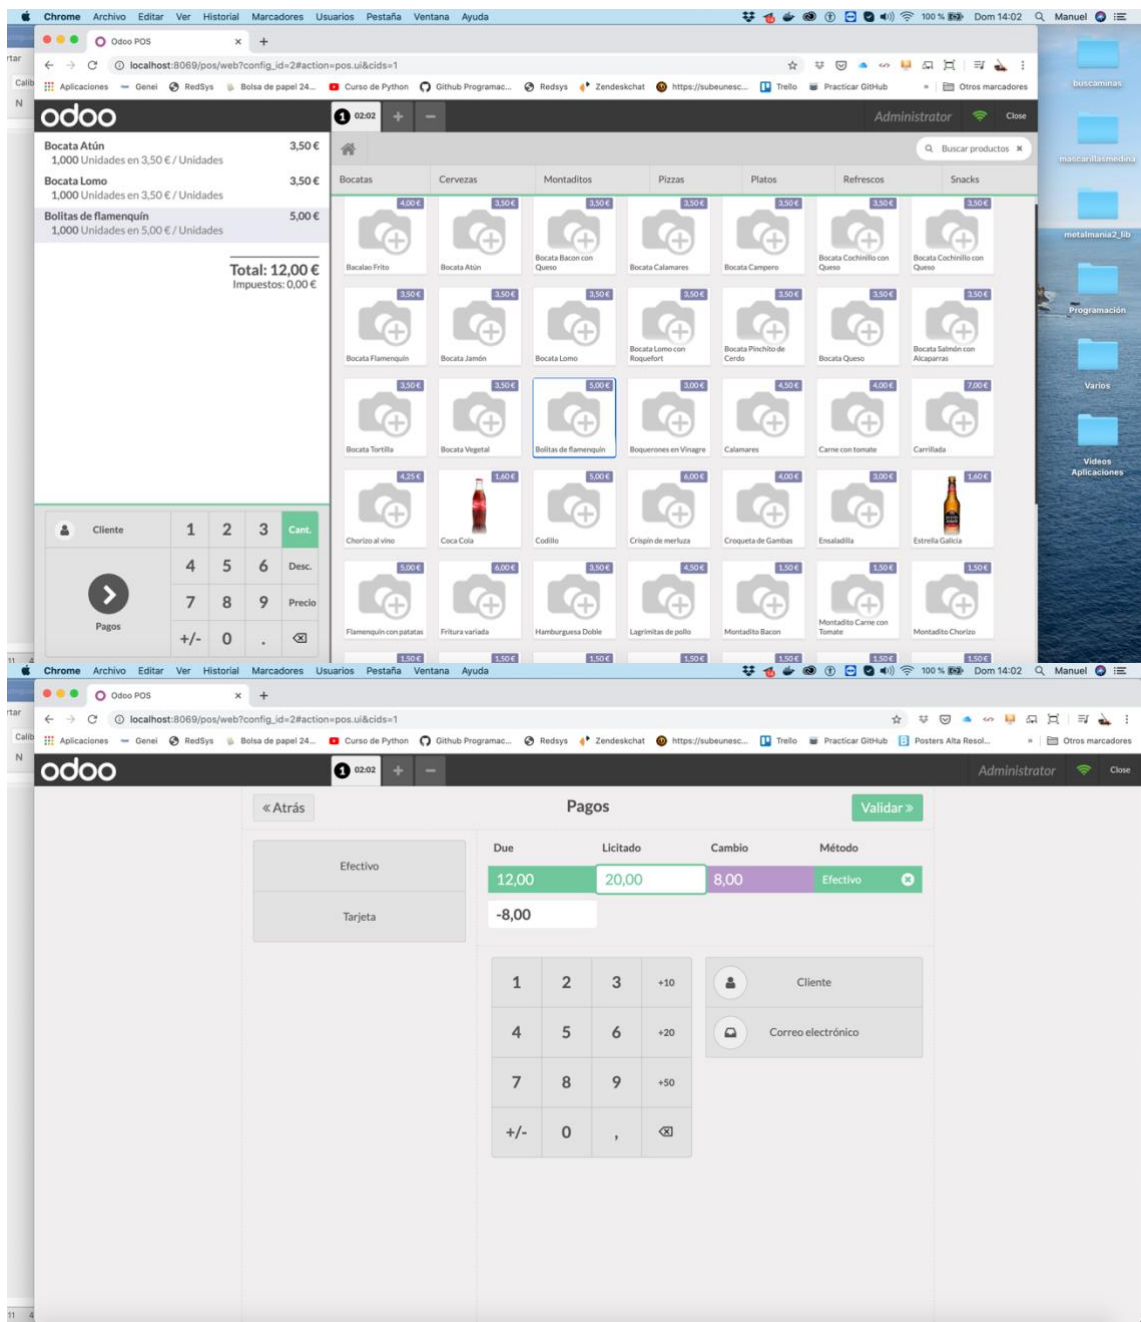 Chrome Archivo Editar Ver Historial Marcadores Usuarios Pestaña Ventana Ayuda 100 % Dom 14:02 Manuel
Odoo POS
localhost:8069/pos/web?config_id=2#action=pos.ui&cids=1
Aplicaciones Genei RedSys Bolsa de papel 24... Curso de Python Github Programac... Redsys Zendeskchat https://subeunesc... Trello Practicar GitHub » Otros marcadores
odoo 1 02:02 + − Administrator Close
Bocata Atún 3,50 €
1,000 Unidades en 3,50 € / Unidades
Bocata Lomo 3,50 €
1,000 Unidades en 3,50 € / Unidades
Bolitas de flamenquín 5,00 €
1,000 Unidades en 5,00 € / Unidades
Total: 12,00 €
Impuestos: 0,00 €
Cliente
Pagos
1 2 3 Cant.
4 5 6 Desc.
7 8 9 Precio
+/- 0 .
Buscar productos
Bocatas Cervezas Montaditos Pizzas Platos Refrescos Snacks
4,00 € 3,50 € 3,50 € 3,50 € 3,50 € 3,50 € 3,50 €
Bacalao Frito Bocata Atún Bocata Bacon con Queso Bocata Calamares Bocata Campero Bocata Cochinillo con Queso Bocata Cochinillo con Queso
3,50 € 3,50 € 3,50 € 3,50 € 3,50 € 3,50 € 3,50 €
Bocata Flamenquín Bocata Jamón Bocata Lomo Bocata Lomo con Roquefort Bocata Pinchito de Cerdo Bocata Queso Bocata Salmón con Alcaparras
3,50 € 3,50 € 5,00 € 3,00 € 4,50 € 4,00 € 7,00 €
Bocata Tortilla Bocata Vegetal Bolitas de flamenquín Boquerones en Vinagre Calamares Carne con tomate Carrillada
4,25 € 1,60 € 5,00 € 6,00 € 4,00 € 3,00 € 1,60 €
Chorizo al vino Coca Cola Codillo Crispin de merluza Croqueta de Gambas Ensaladilla Estrella Galicia
5,00 € 6,00 € 3,50 € 4,50 € 1,50 € 1,50 € 1,50 €
Flamenquín con patatas Fritura variada Hamburguesa Doble Lagrimitas de pollo Montadito Bacon Montadito Carne con Tomate Montadito Chorizo
1,50 € 1,50 € 1,50 € 1,50 € 1,50 € 1,50 € 1,50 €
buscaminas
mascarillasmedina
metalmania2_lib
Programación
Varios
Videos Aplicaciones
Chrome Archivo Editar Ver Historial Marcadores Usuarios Pestaña Ventana Ayuda 100 % Dom 14:02 Manuel
Odoo POS
localhost:8069/pos/web?config_id=2#action=pos.ui&cids=1
Aplicaciones Genei RedSys Bolsa de papel 24... Curso de Python Github Programac... Redsys Zendeskchat https://subeunesc... Trello Practicar GitHub Posters Alta Resol... » Otros marcadores
odoo 1 02:02 + − Administrator Close
« Atrás Pagos Validar »
Efectivo
Tarjeta
Due Licitado Cambio Método
12,00 20,00 8,00 Efectivo
-8,00
1 2 3 +10
4 5 6 +20
7 8 9 +50
+/- 0 ,
Cliente
Correo electrónico